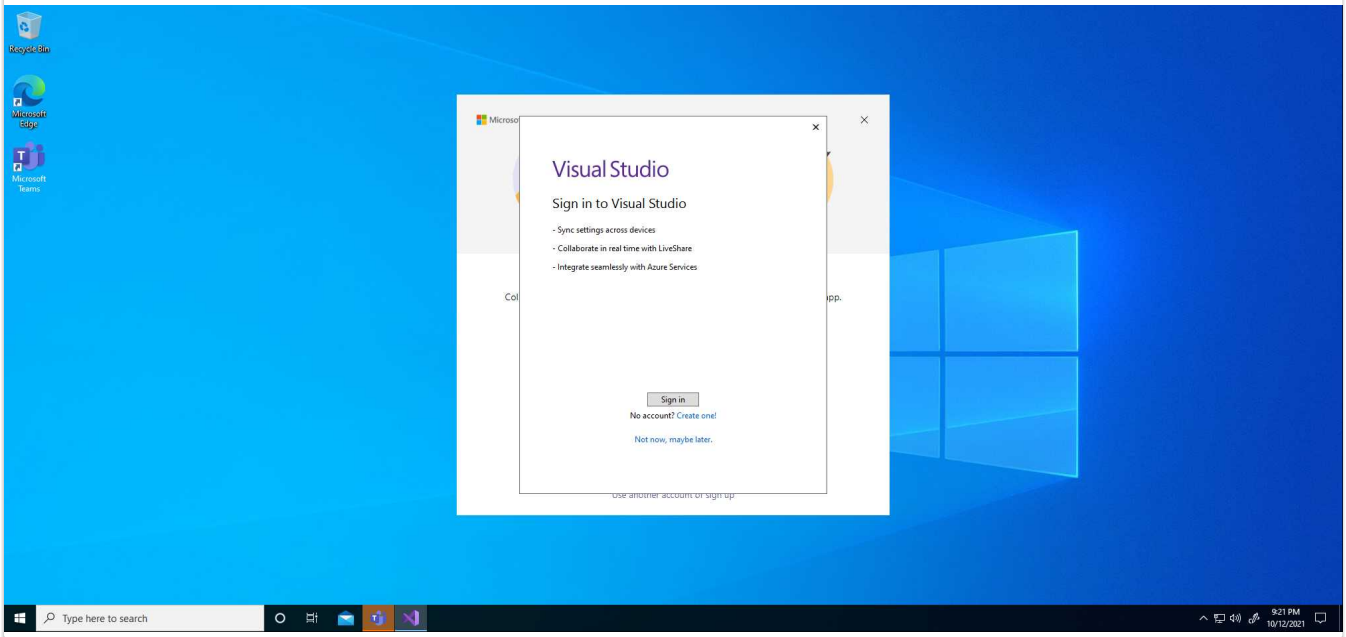 Recycle Bin
Microsoft
Edge
Microsoft
Teams
Microso
Visual Studio
Sign in to Visual Studio
- Sync settings across devices
- Collaborate in real time with LiveShare
- Integrate seamlessly with Azure Services
Col
app.
Sign in
No account? Create one!
Not now, maybe later.
Use another account or sign up
Type here to search
9:21 PM
10/12/2021